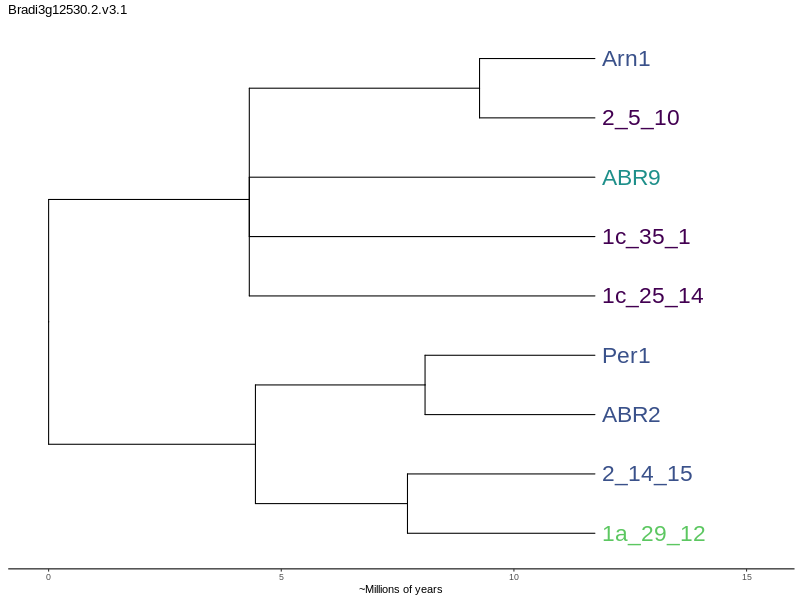 Bradi3g12530.2.v3.1
Arn1
2_5_10
ABR9
1c_35_1
1c_25_14
Per1
ABR2
2_14_15
1a_29_12
0 5 10 15
~Millions of years